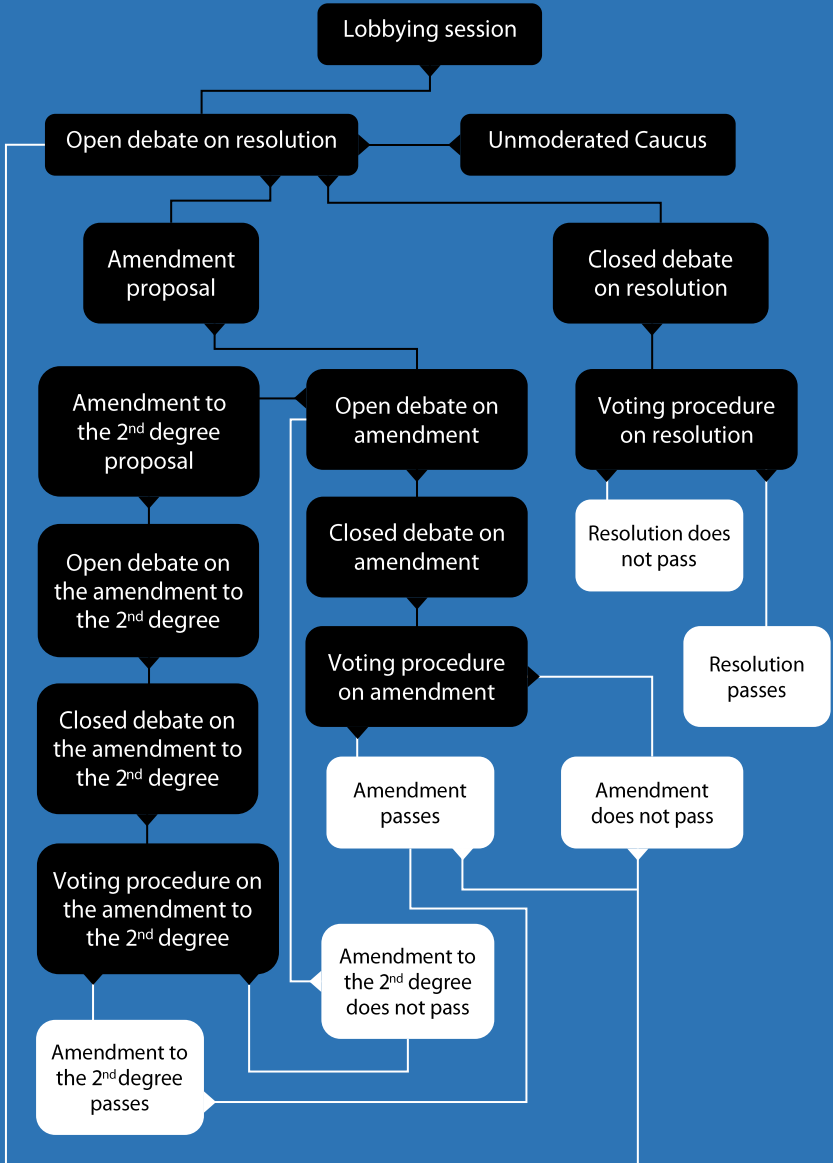 Lobbying session
Open debate on resolution
Unmoderated Caucus
Amendment
proposal
Closed debate
on resolution
Amendment to
the 2nd degree
proposal
Open debate on
amendment
Voting procedure
on resolution
Open debate on
the amendment to
the 2nd degree
Closed debate on
amendment
Resolution does
not pass
Closed debate on
the amendment to
the 2nd degree
Voting procedure
on amendment
Resolution
passes
Amendment
passes
Amendment
does not pass
Voting procedure on
the amendment to
the 2nd degree
Amendment to
the 2nd degree
does not pass
Amendment to
the 2nd degree
passes